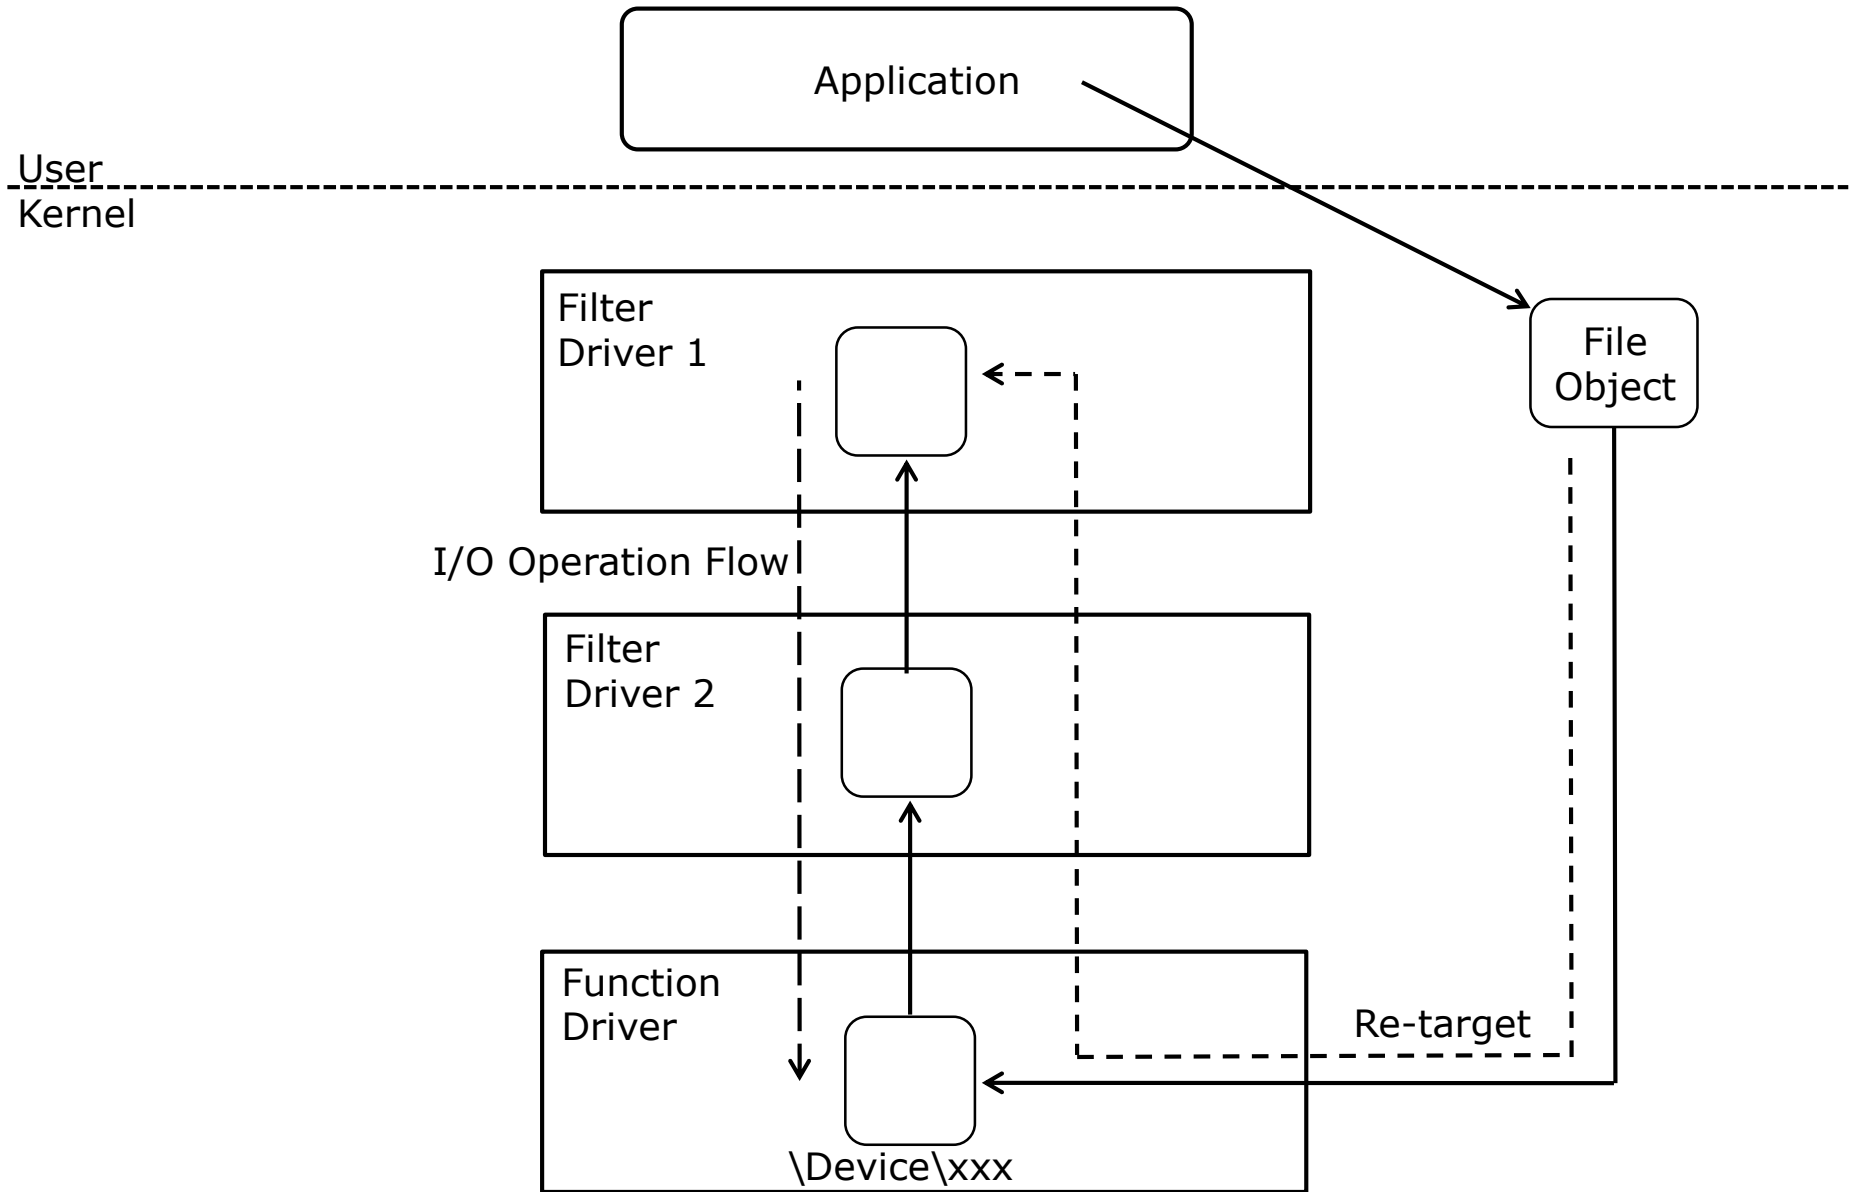 Application
User
Kernel
Filter
Driver 1
File
Object
I/O Operation Flow
Filter
Driver 2
Function
Driver
Re-target
\Device\xxx